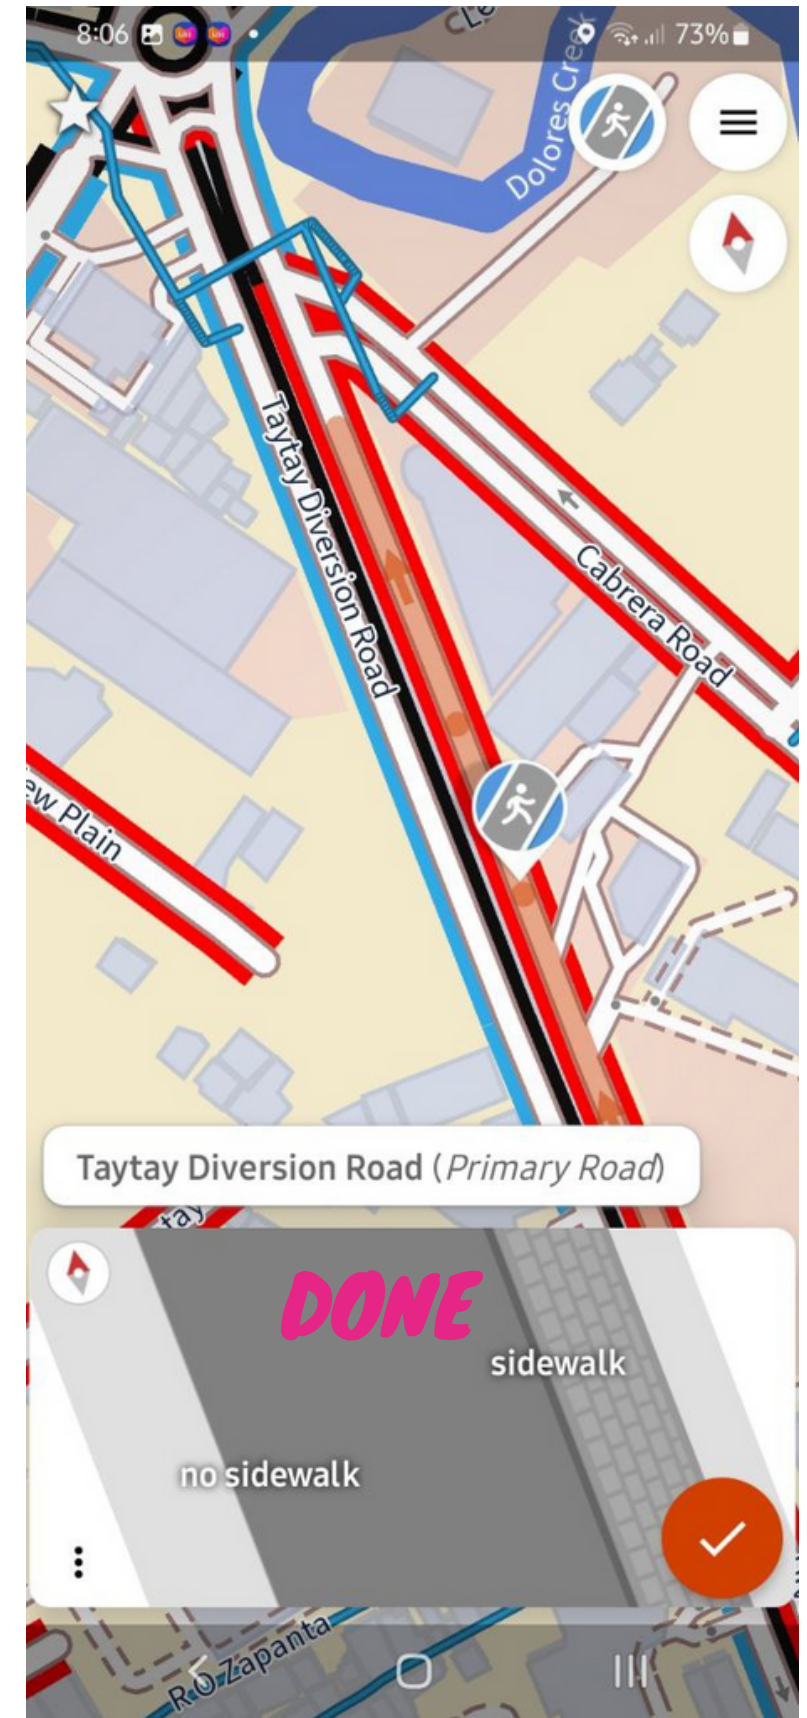 8:06
73%
Dolores Creek
Taytay Diversion Road
Cabrera Road
ew Plain
Taytay Diversion Road (Primary Road)
tay
DONE
sidewalk
no sidewalk
R O Zapanta